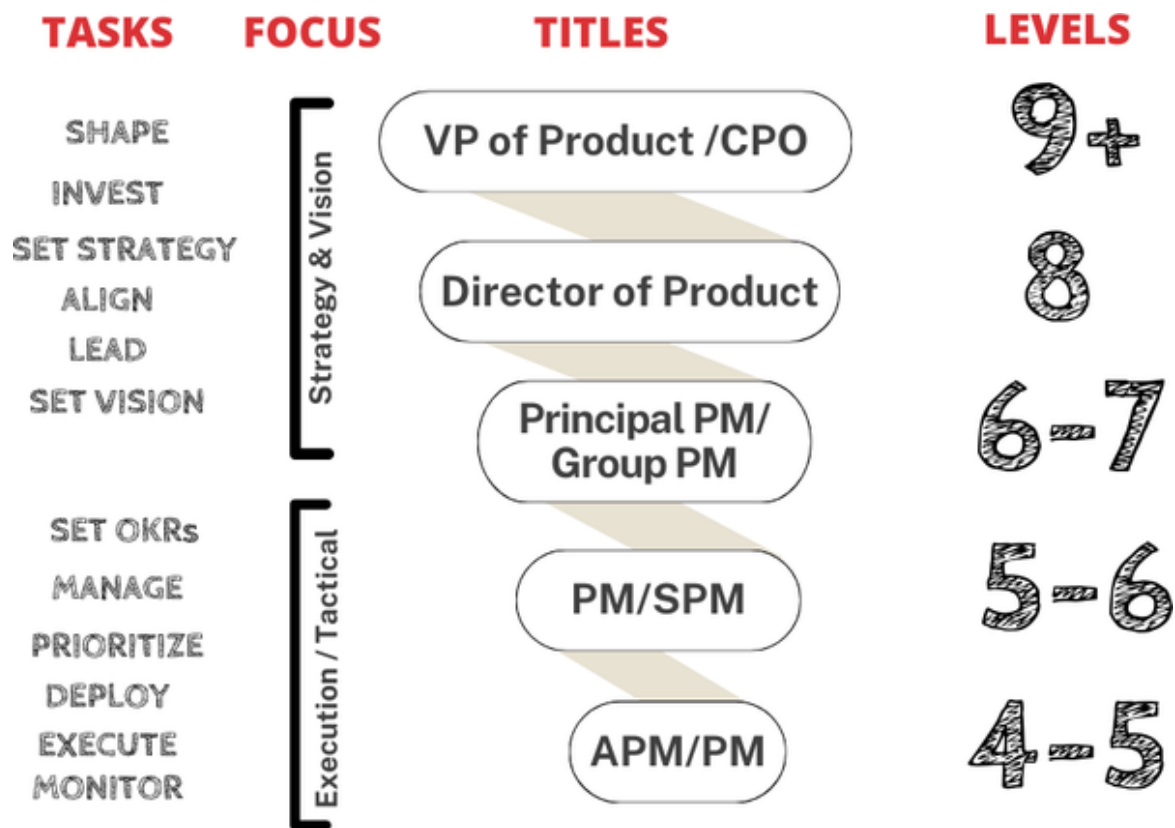 TASKS
FOCUS
TITLES
LEVELS
SHAPE
INVEST
SET STRATEGY
ALIGN
LEAD
SET VISION
Strategy & Vision
VP of Product /CPO
9+
Director of Product
8
Principal PM/
Group PM
6-7
SET OKRs
MANAGE
PRIORITIZE
DEPLOY
EXECUTE
MONITOR
Execution / Tactical
PM/SPM
5-6
APM/PM
4-5